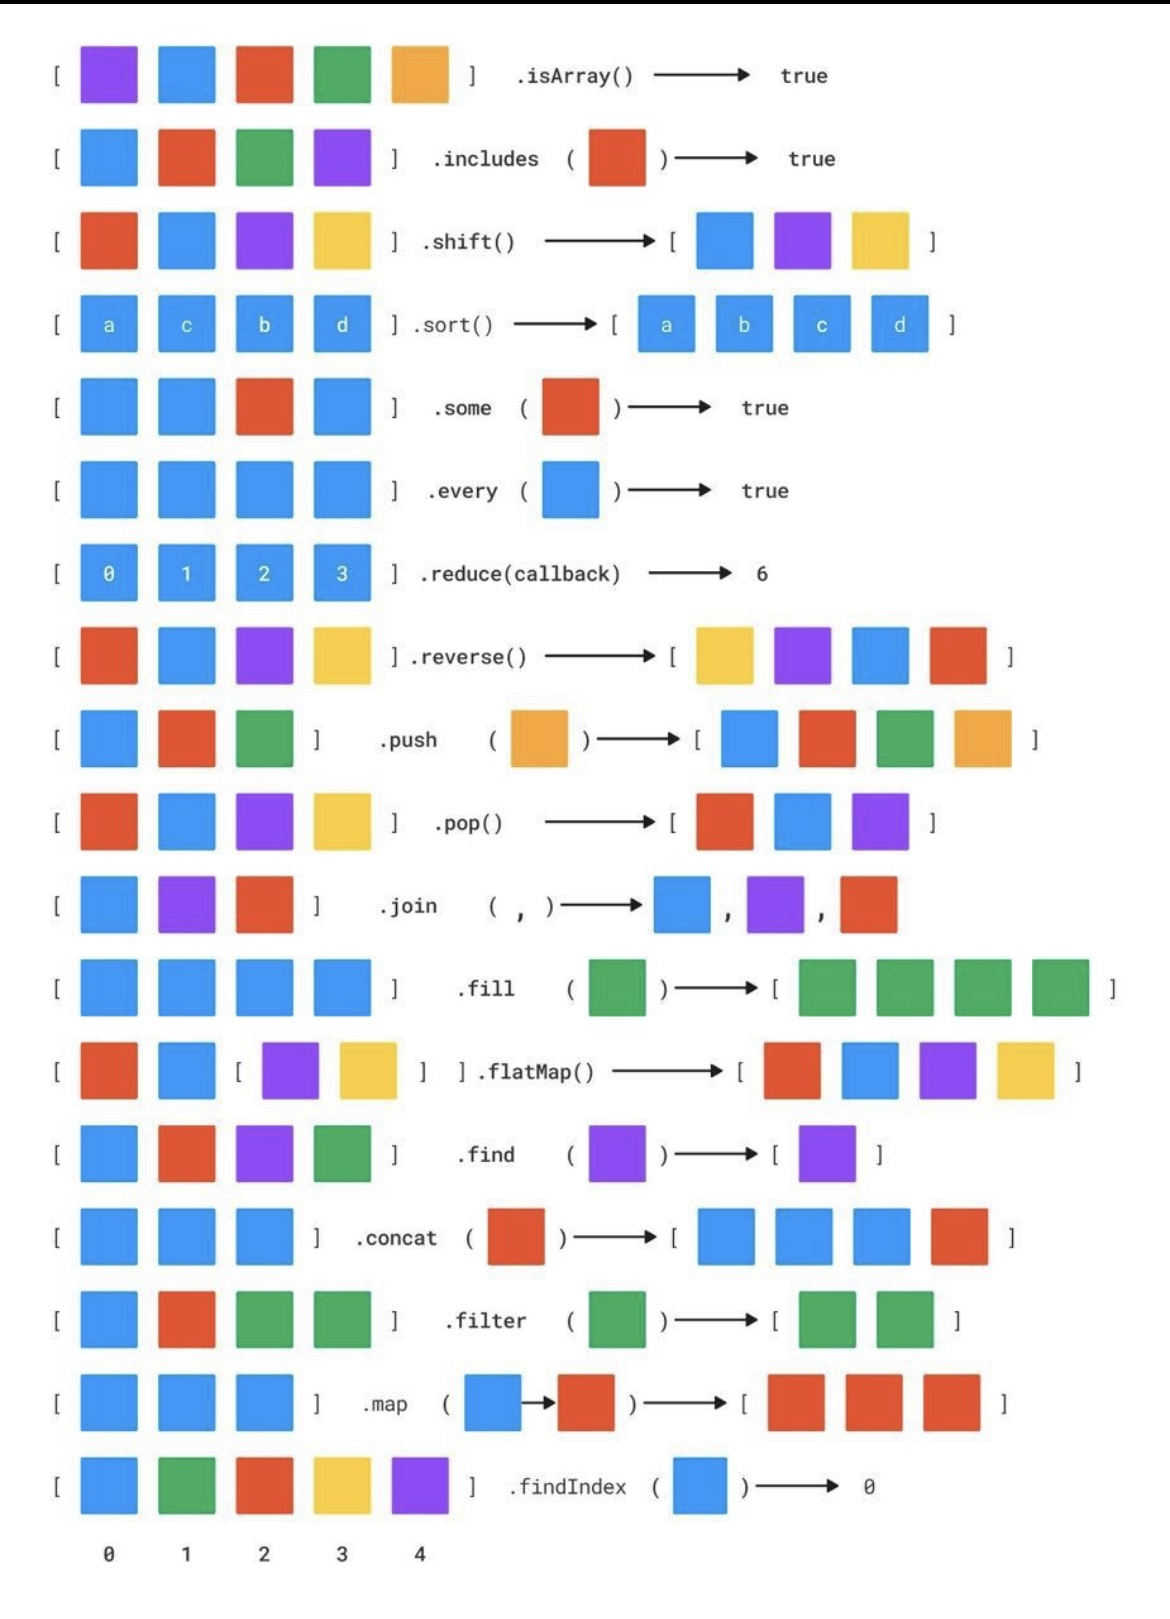 [ ] .isArray() true
[ ] .includes ( ) true
[ ] .shift() [ ]
[ a c b d ] .sort() [ a b c d ]
[ ] .some ( ) true
[ ] .every ( ) true
[ 0 1 2 3 ] .reduce(callback) 6
[ ] .reverse() [ ]
[ ] .push ( ) [ ]
[ ] .pop() [ ]
[ ] .join ( , ) , ,
[ ] .fill ( ) [ ]
[ [ ] ] .flatMap() [ ]
[ ] .find ( ) [ ]
[ ] .concat ( ) [ ]
[ ] .filter ( ) [ ]
[ ] .map ( ) [ ]
[ ] .findIndex ( ) 0
0 1 2 3 4